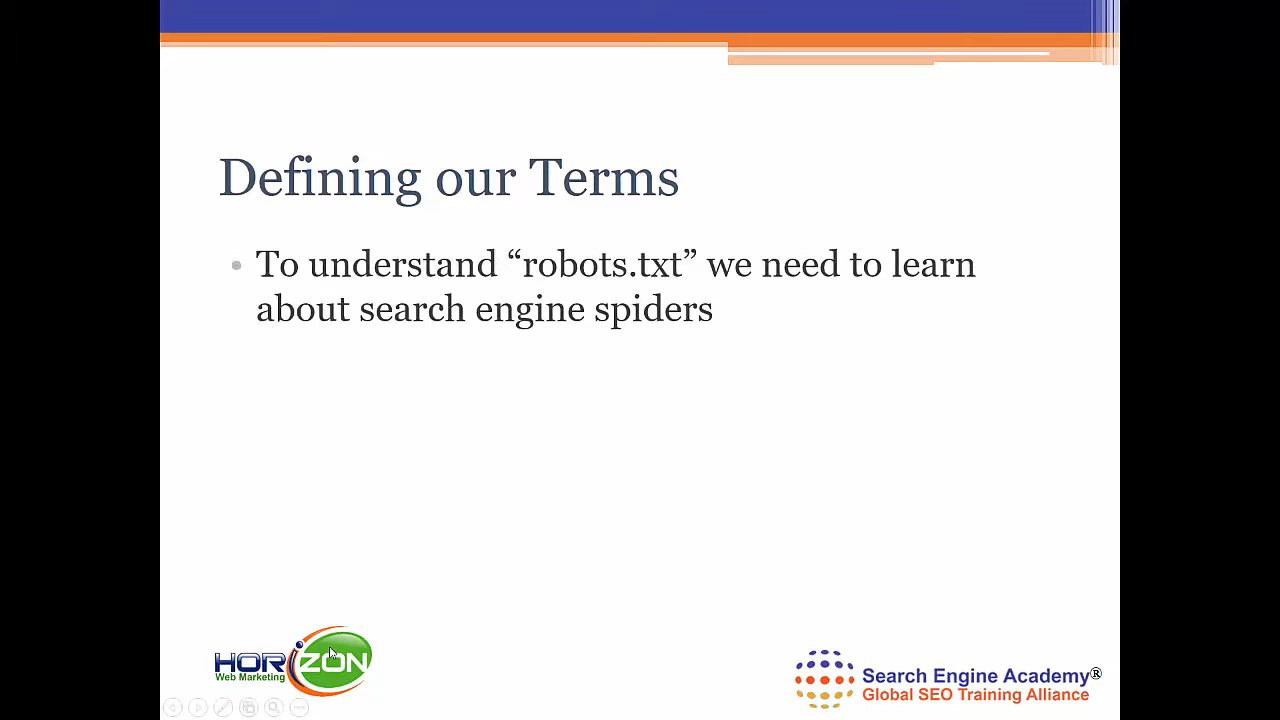 Defining our Terms
• To understand “robots.txt” we need to learn
about search engine spiders
HORIZON
Web Marketing
Search Engine Academy®
Global SEO Training Alliance